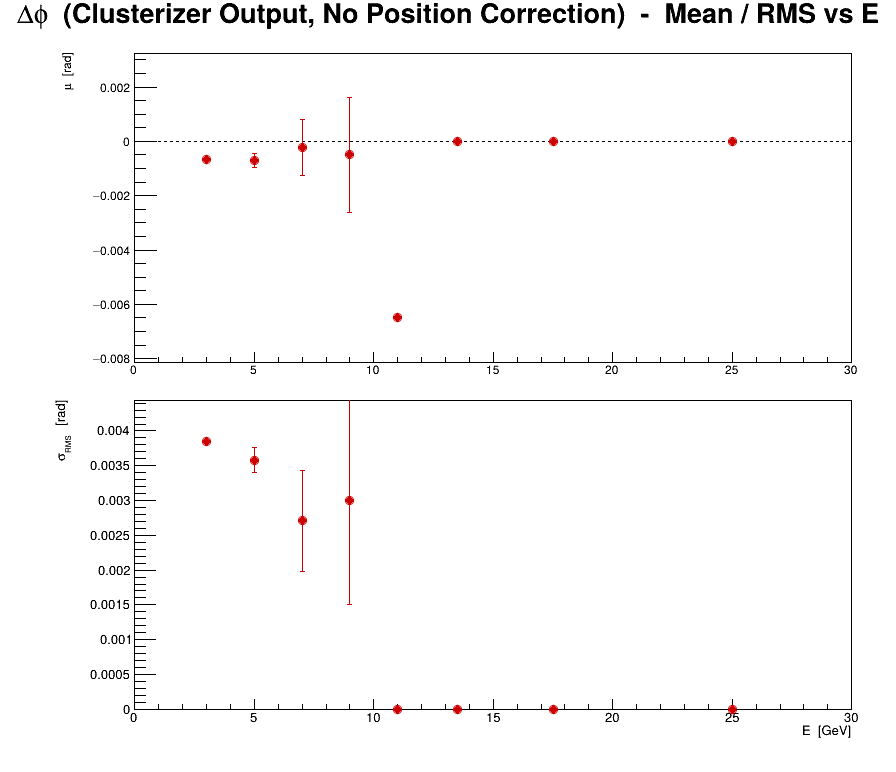 Δϕ (Clusterizer Output, No Position Correction) - Mean / RMS vs E
μ [rad]
0.002
0
−0.002
−0.004
−0.006
−0.008
0 5 10 15 20 25 30
σRMS [rad]
0.004
0.0035
0.003
0.0025
0.002
0.0015
0.001
0.0005
0
0 5 10 15 20 25 30
E [GeV]